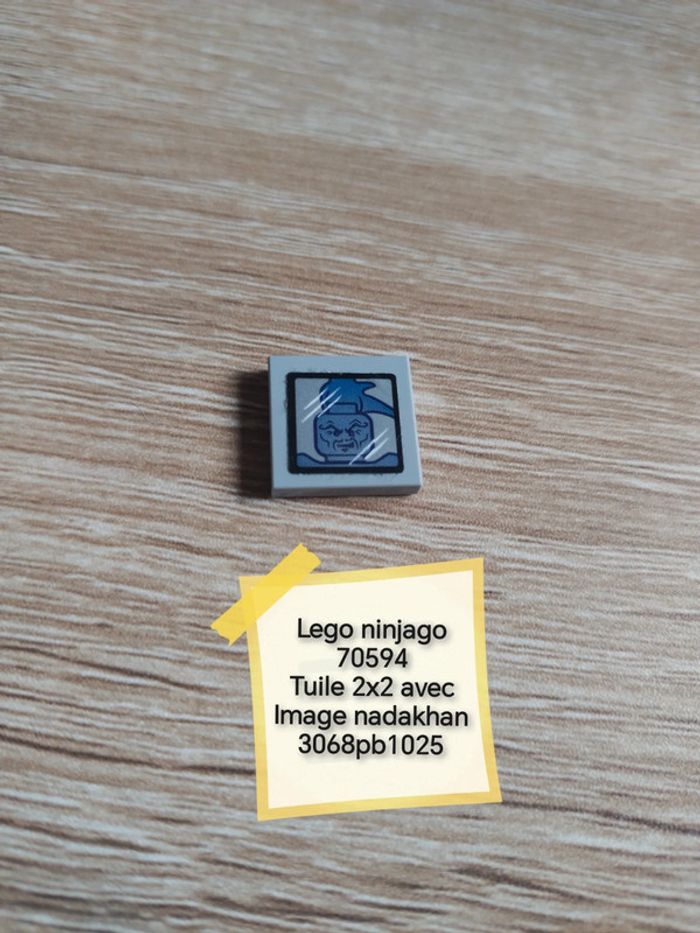 Lego ninjago
70594
Tuile 2x2 avec
Image nadakhan
3068pb1025